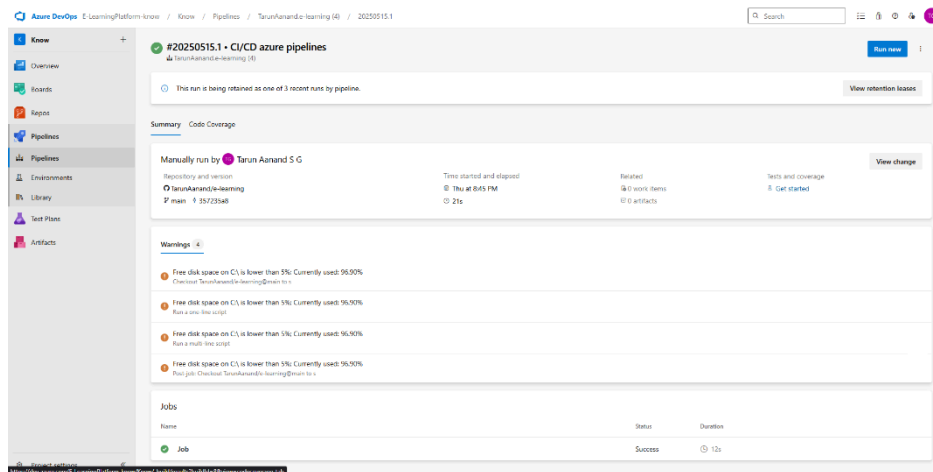 Azure DevOps E-LearningPlatform-know / Know / Pipelines / TarunAanand.e-learning (4) / 20250515.1
Search
Know
+
Overview
Boards
Repos
Pipelines
Pipelines
Environments
Library
Test Plans
Artifacts
Project settings
#20250515.1 • CI/CD azure pipelines
TarunAanand.e-learning (4)
Run new
This run is being retained as one of 3 recent runs by pipeline.
View retention leases
Summary Code Coverage
Manually run by TG Tarun Aanand S G
View change
Repository and version
TarunAanand/e-learning
main 357235a8
Time started and elapsed
Thu at 8:45 PM
21s
Related
0 work items
0 artifacts
Tests and coverage
Get started
Warnings 4
Free disk space on C:\ is lower than 5%; Currently used: 96.90%
Checkout TarunAanand/e-learning@main to s
Free disk space on C:\ is lower than 5%; Currently used: 96.90%
Run a one-line script
Free disk space on C:\ is lower than 5%; Currently used: 96.90%
Run a multi-line script
Free disk space on C:\ is lower than 5%; Currently used: 96.90%
Post-job: Checkout TarunAanand/e-learning@main to s
Jobs
Name Status Duration
Job Success 12s